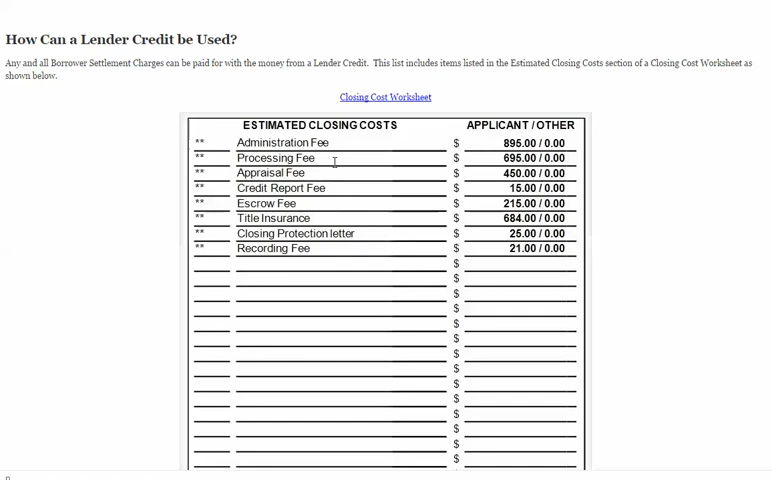 How Can a Lender Credit be Used?
Any and all Borrower Settlement Charges can be paid for with the money from a Lender Credit. This list includes items listed in the Estimated Closing Costs section of a Closing Cost Worksheet as
shown below.
Closing Cost Worksheet
ESTIMATED CLOSING COSTS APPLICANT / OTHER
** Administration Fee $ 895.00 / 0.00
** Processing Fee $ 695.00 / 0.00
** Appraisal Fee $ 450.00 / 0.00
** Credit Report Fee $ 15.00 / 0.00
** Escrow Fee $ 215.00 / 0.00
** Title Insurance $ 684.00 / 0.00
** Closing Protection letter $ 25.00 / 0.00
** Recording Fee $ 21.00 / 0.00
$
$
$
$
$
$
$
$
$
$
$
$
$
$